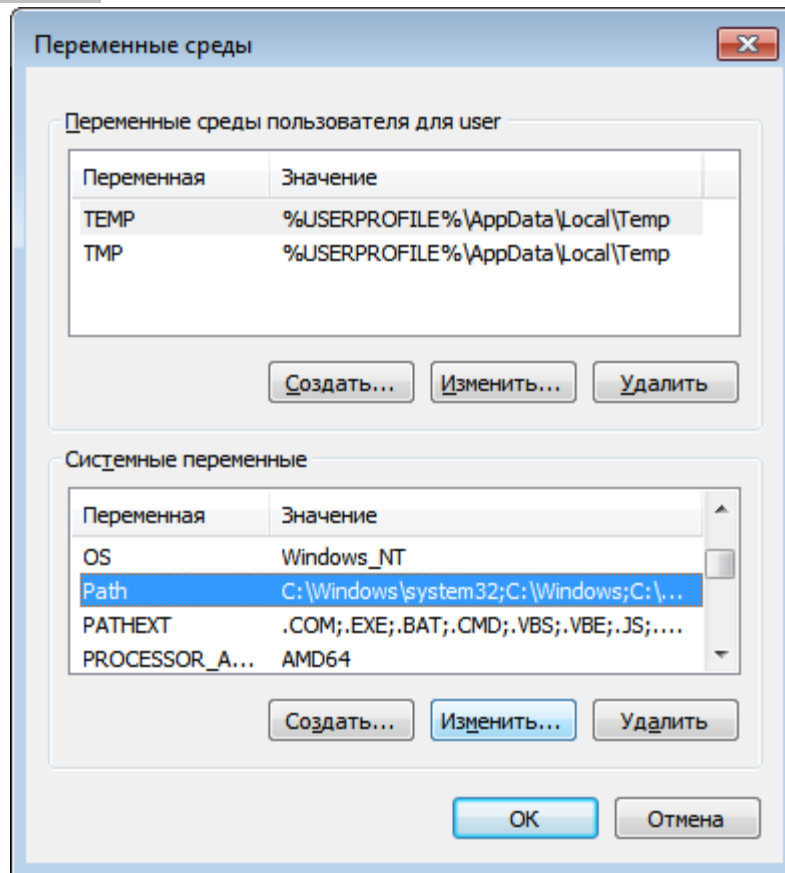 Переменные среды
Переменные среды пользователя для user
Переменная Значение
TEMP %USERPROFILE%\AppData\Local\Temp
TMP %USERPROFILE%\AppData\Local\Temp
Создать... Изменить... Удалить
Системные переменные
Переменная Значение
OS Windows_NT
Path C:\Windows\system32;C:\Windows;C:\...
PATHEXT .COM;.EXE;.BAT;.CMD;.VBS;.VBE;.JS;....
PROCESSOR_A... AMD64
Создать... Изменить... Удалить
OK Отмена